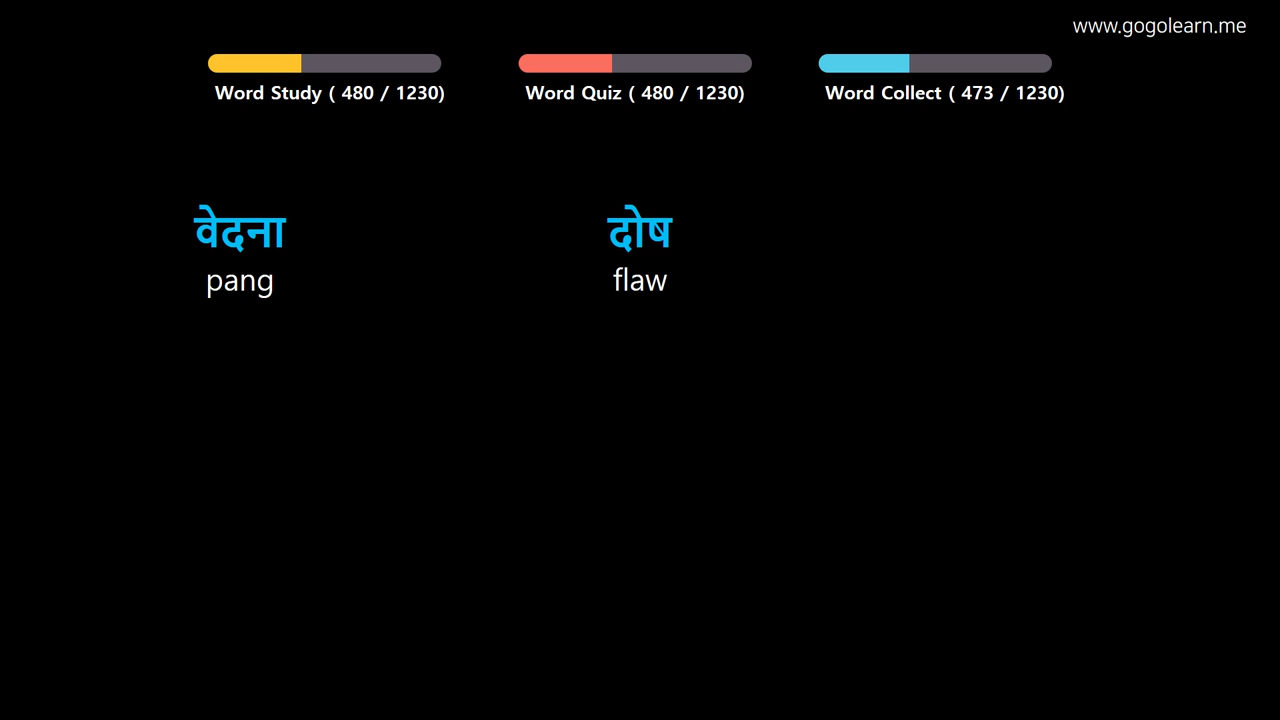 www.gogolearn.me
Word Study ( 480 / 1230)
Word Quiz ( 480 / 1230)
Word Collect ( 473 / 1230)
वेदना
pang
दोष
flaw